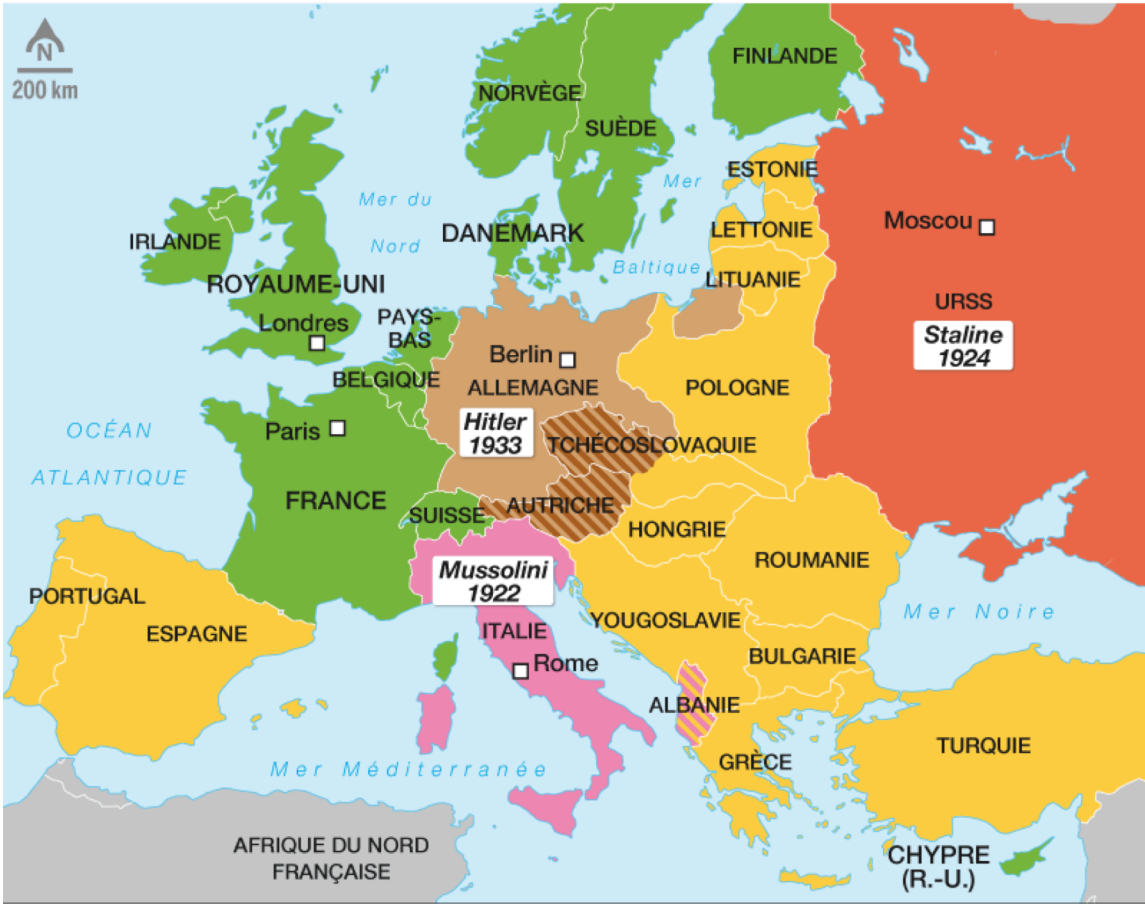 N
200 km
FINLANDE
NORVÈGE
SUÈDE
ESTONIE
Mer
Mer du
Nord
LETTONIE
Moscou
DANEMARK
IRLANDE
Baltique
LITUANIE
ROYAUME-UNI
URSS
PAYS-
BAS
Londres
Staline
1924
Berlin
BELGIQUE
ALLEMAGNE
POLOGNE
Hitler
1933
OCÉAN
ATLANTIQUE
Paris
TCHÉCOSLOVAQUIE
FRANCE
SUISSE
AUTRICHE
HONGRIE
ROUMANIE
Mussolini
1922
PORTUGAL
ESPAGNE
ITALIE
YOUGOSLAVIE
Mer Noire
Rome
BULGARIE
ALBANIE
TURQUIE
GRÈCE
Mer Méditerranée
AFRIQUE DU NORD
FRANÇAISE
CHYPRE
(R.-U.)